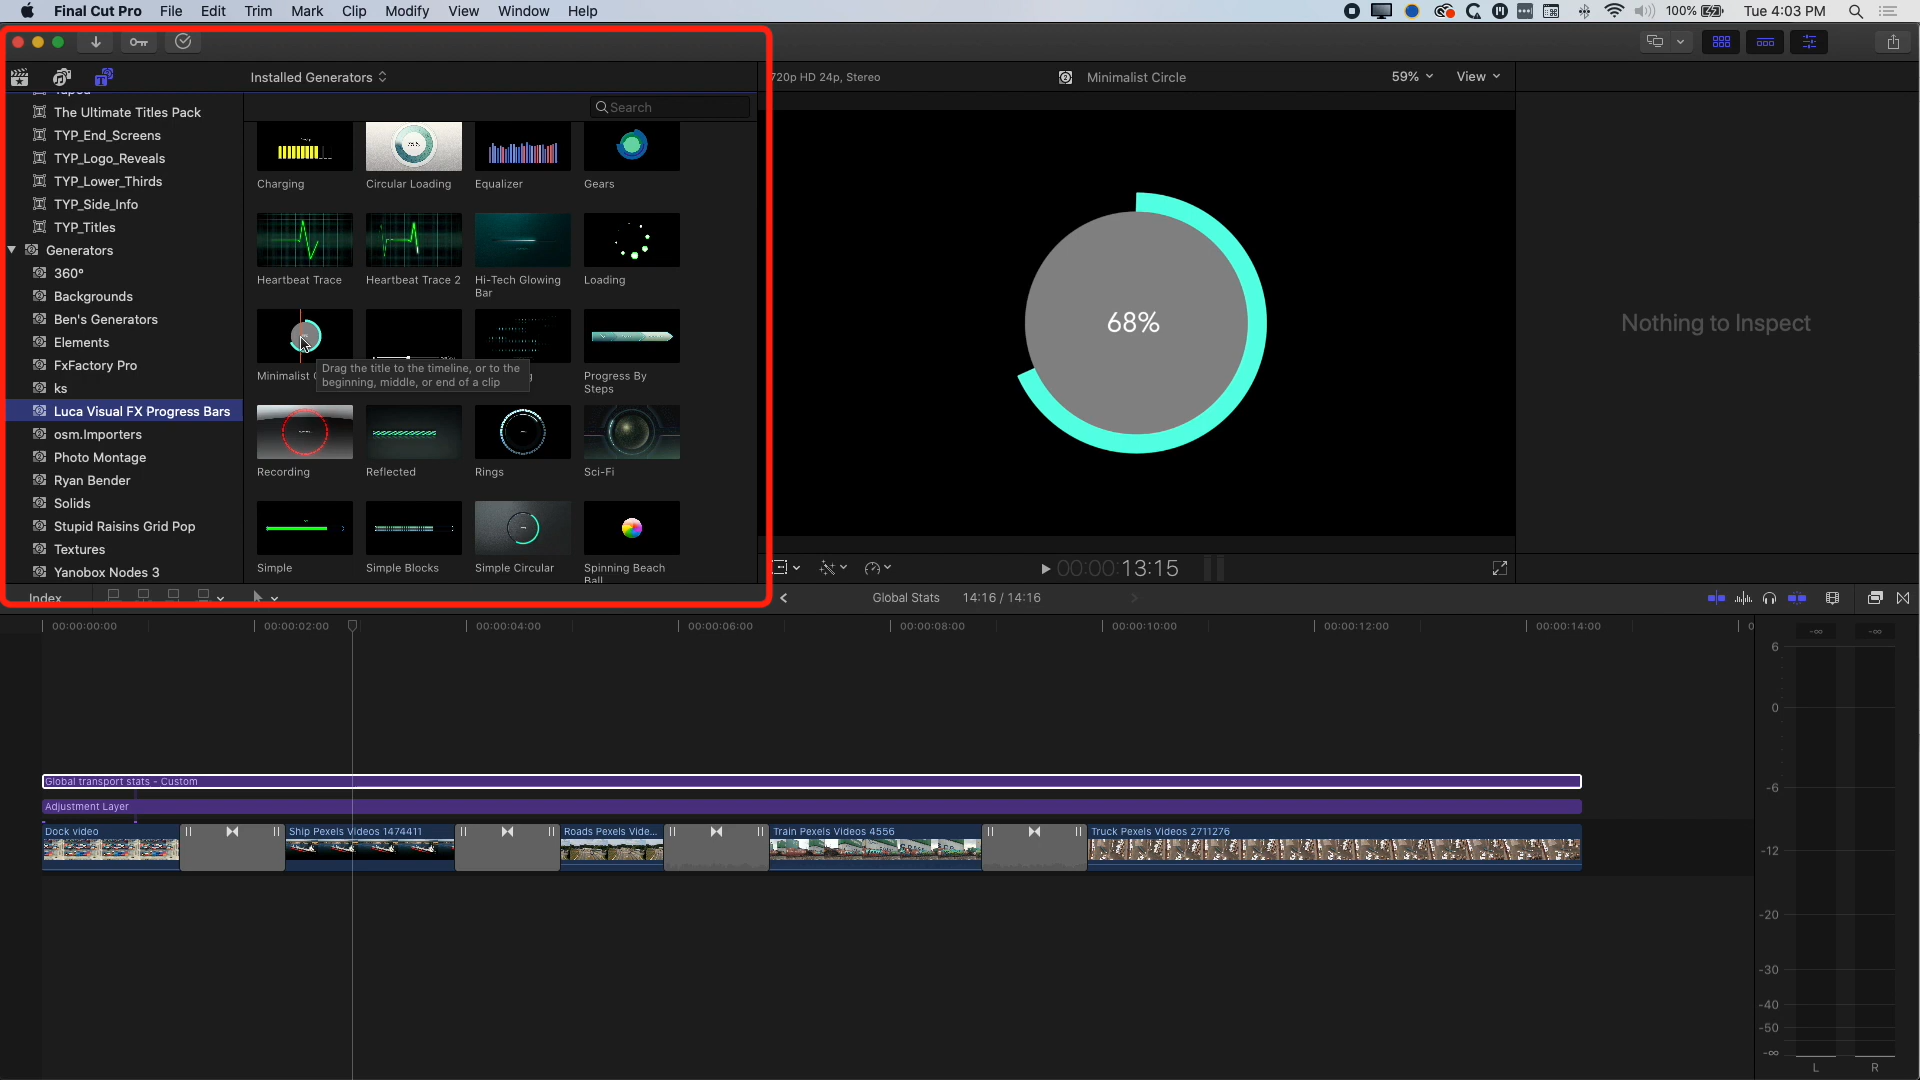 Final Cut Pro File Edit Trim Mark Clip Modify View Window Help 100% Tue 4:03 PM
Installed Generators
720p HD 24p, Stereo
Minimalist Circle
59% View
Search
The Ultimate Titles Pack
TYP_End_Screens
TYP_Logo_Reveals
TYP_Lower_Thirds
TYP_Side_Info
TYP_Titles
Generators
360°
Backgrounds
Ben's Generators
Elements
FxFactory Pro
ks
Luca Visual FX Progress Bars
osm.Importers
Photo Montage
Ryan Bender
Solids
Stupid Raisins Grid Pop
Textures
Yanobox Nodes 3
Charging
Circular Loading
Equalizer
Gears
Heartbeat Trace
Heartbeat Trace 2
Hi-Tech Glowing
Bar
Loading
Minimalist C
Drag the title to the timeline, or to the
beginning, middle, or end of a clip
Progress By
Steps
Recording
Reflected
Rings
Sci-Fi
Simple
Simple Blocks
Simple Circular
Spinning Beach
Ball
68%
Nothing to Inspect
00:00:00:13:15
Index
Global Stats 14:16 / 14:16
00:00:00:00
00:00:02:00
00:00:04:00
00:00:06:00
00:00:08:00
00:00:10:00
00:00:12:00
00:00:14:00
Global transport stats - Custom
Adjustment Layer
Dock video
Ship Pexels Videos 1474411
Roads Pexels Vide...
Train Pexels Videos 4556
Truck Pexels Videos 2711276
-∞ -∞
6
0
-6
-12
-20
-30
-40
-50
-∞
L R